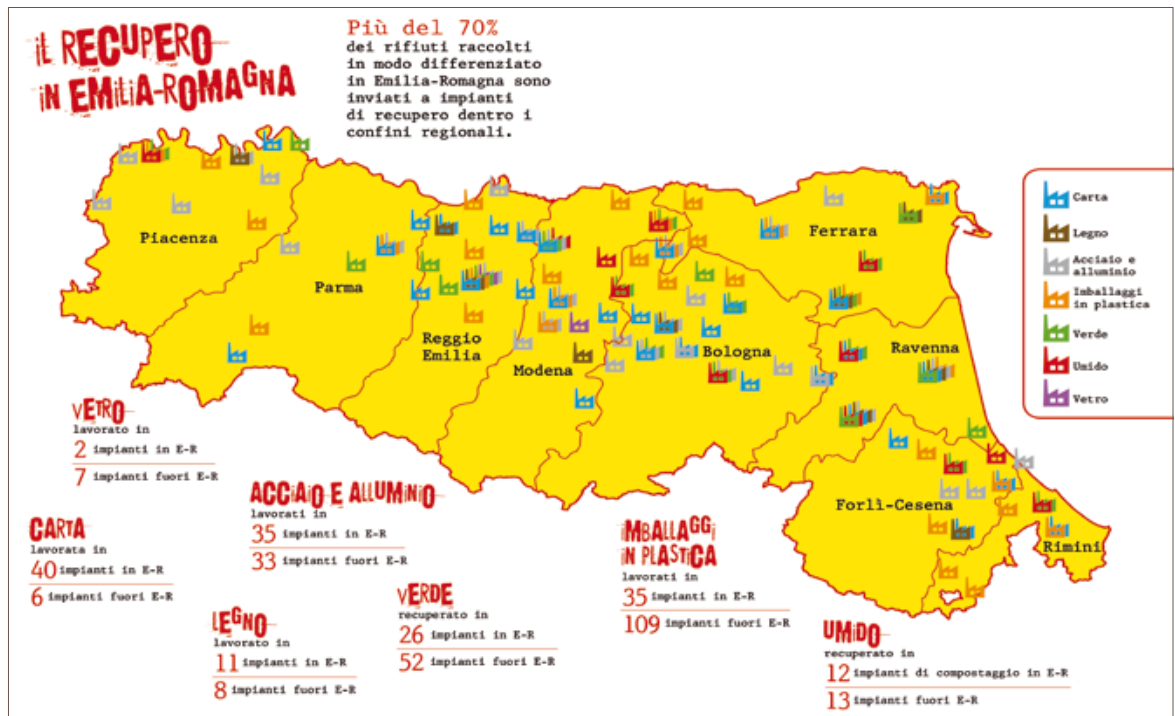 iL RECUPERO
iN EMiLiA-ROMAGNA
Più del 70%
dei rifiuti raccolti
in modo differenziato
in Emilia-Romagna sono
inviati a impianti
di recupero dentro i
confini regionali.
Carta
Legno
Acciaio e
alluminio
Imballaggi
in plastica
Verde
Umido
Vetro
Piacenza
Parma
Reggio
Emilia
Modena
Bologna
Ferrara
Ravenna
Forlì-Cesena
Rimini
VETRO
lavorato in
2 impianti in E-R
7 impianti fuori E-R
CARTA
lavorata in
40 impianti in E-R
6 impianti fuori E-R
ACCIAIO E ALLUMINIO
lavorati in
35 impianti in E-R
33 impianti fuori E-R
LEGNO
lavorato in
11 impianti in E-R
8 impianti fuori E-R
VERDE
recuperato in
26 impianti in E-R
52 impianti fuori E-R
iMBALLAGGi
iN PLASTiCA
lavorati in
35 impianti in E-R
109 impianti fuori E-R
UMiDO
recuperato in
12 impianti di compostaggio in E-R
13 impianti fuori E-R